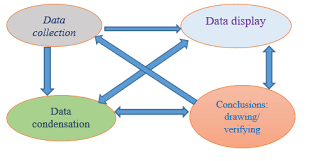 Data
collection
Data display
Data
condensation
Conclusions:
drawing/
verifying